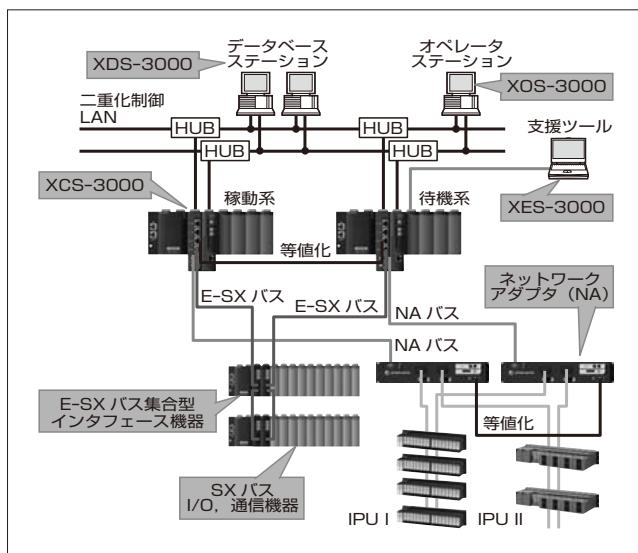 データベース
ステーション
XDS-3000
オペレータ
ステーション
XOS-3000
二重化制御
LAN
HUB
HUB
HUB
HUB
支援ツール
XES-3000
XCS-3000
稼動系
待機系
等値化
E-SX バス
E-SX バス
NA バス
NA バス
ネットワーク
アダプタ（NA）
E-SX バス集合型
インタフェース機器
SX バス
I/O，通信機器
等値化
IPU I
IPU II